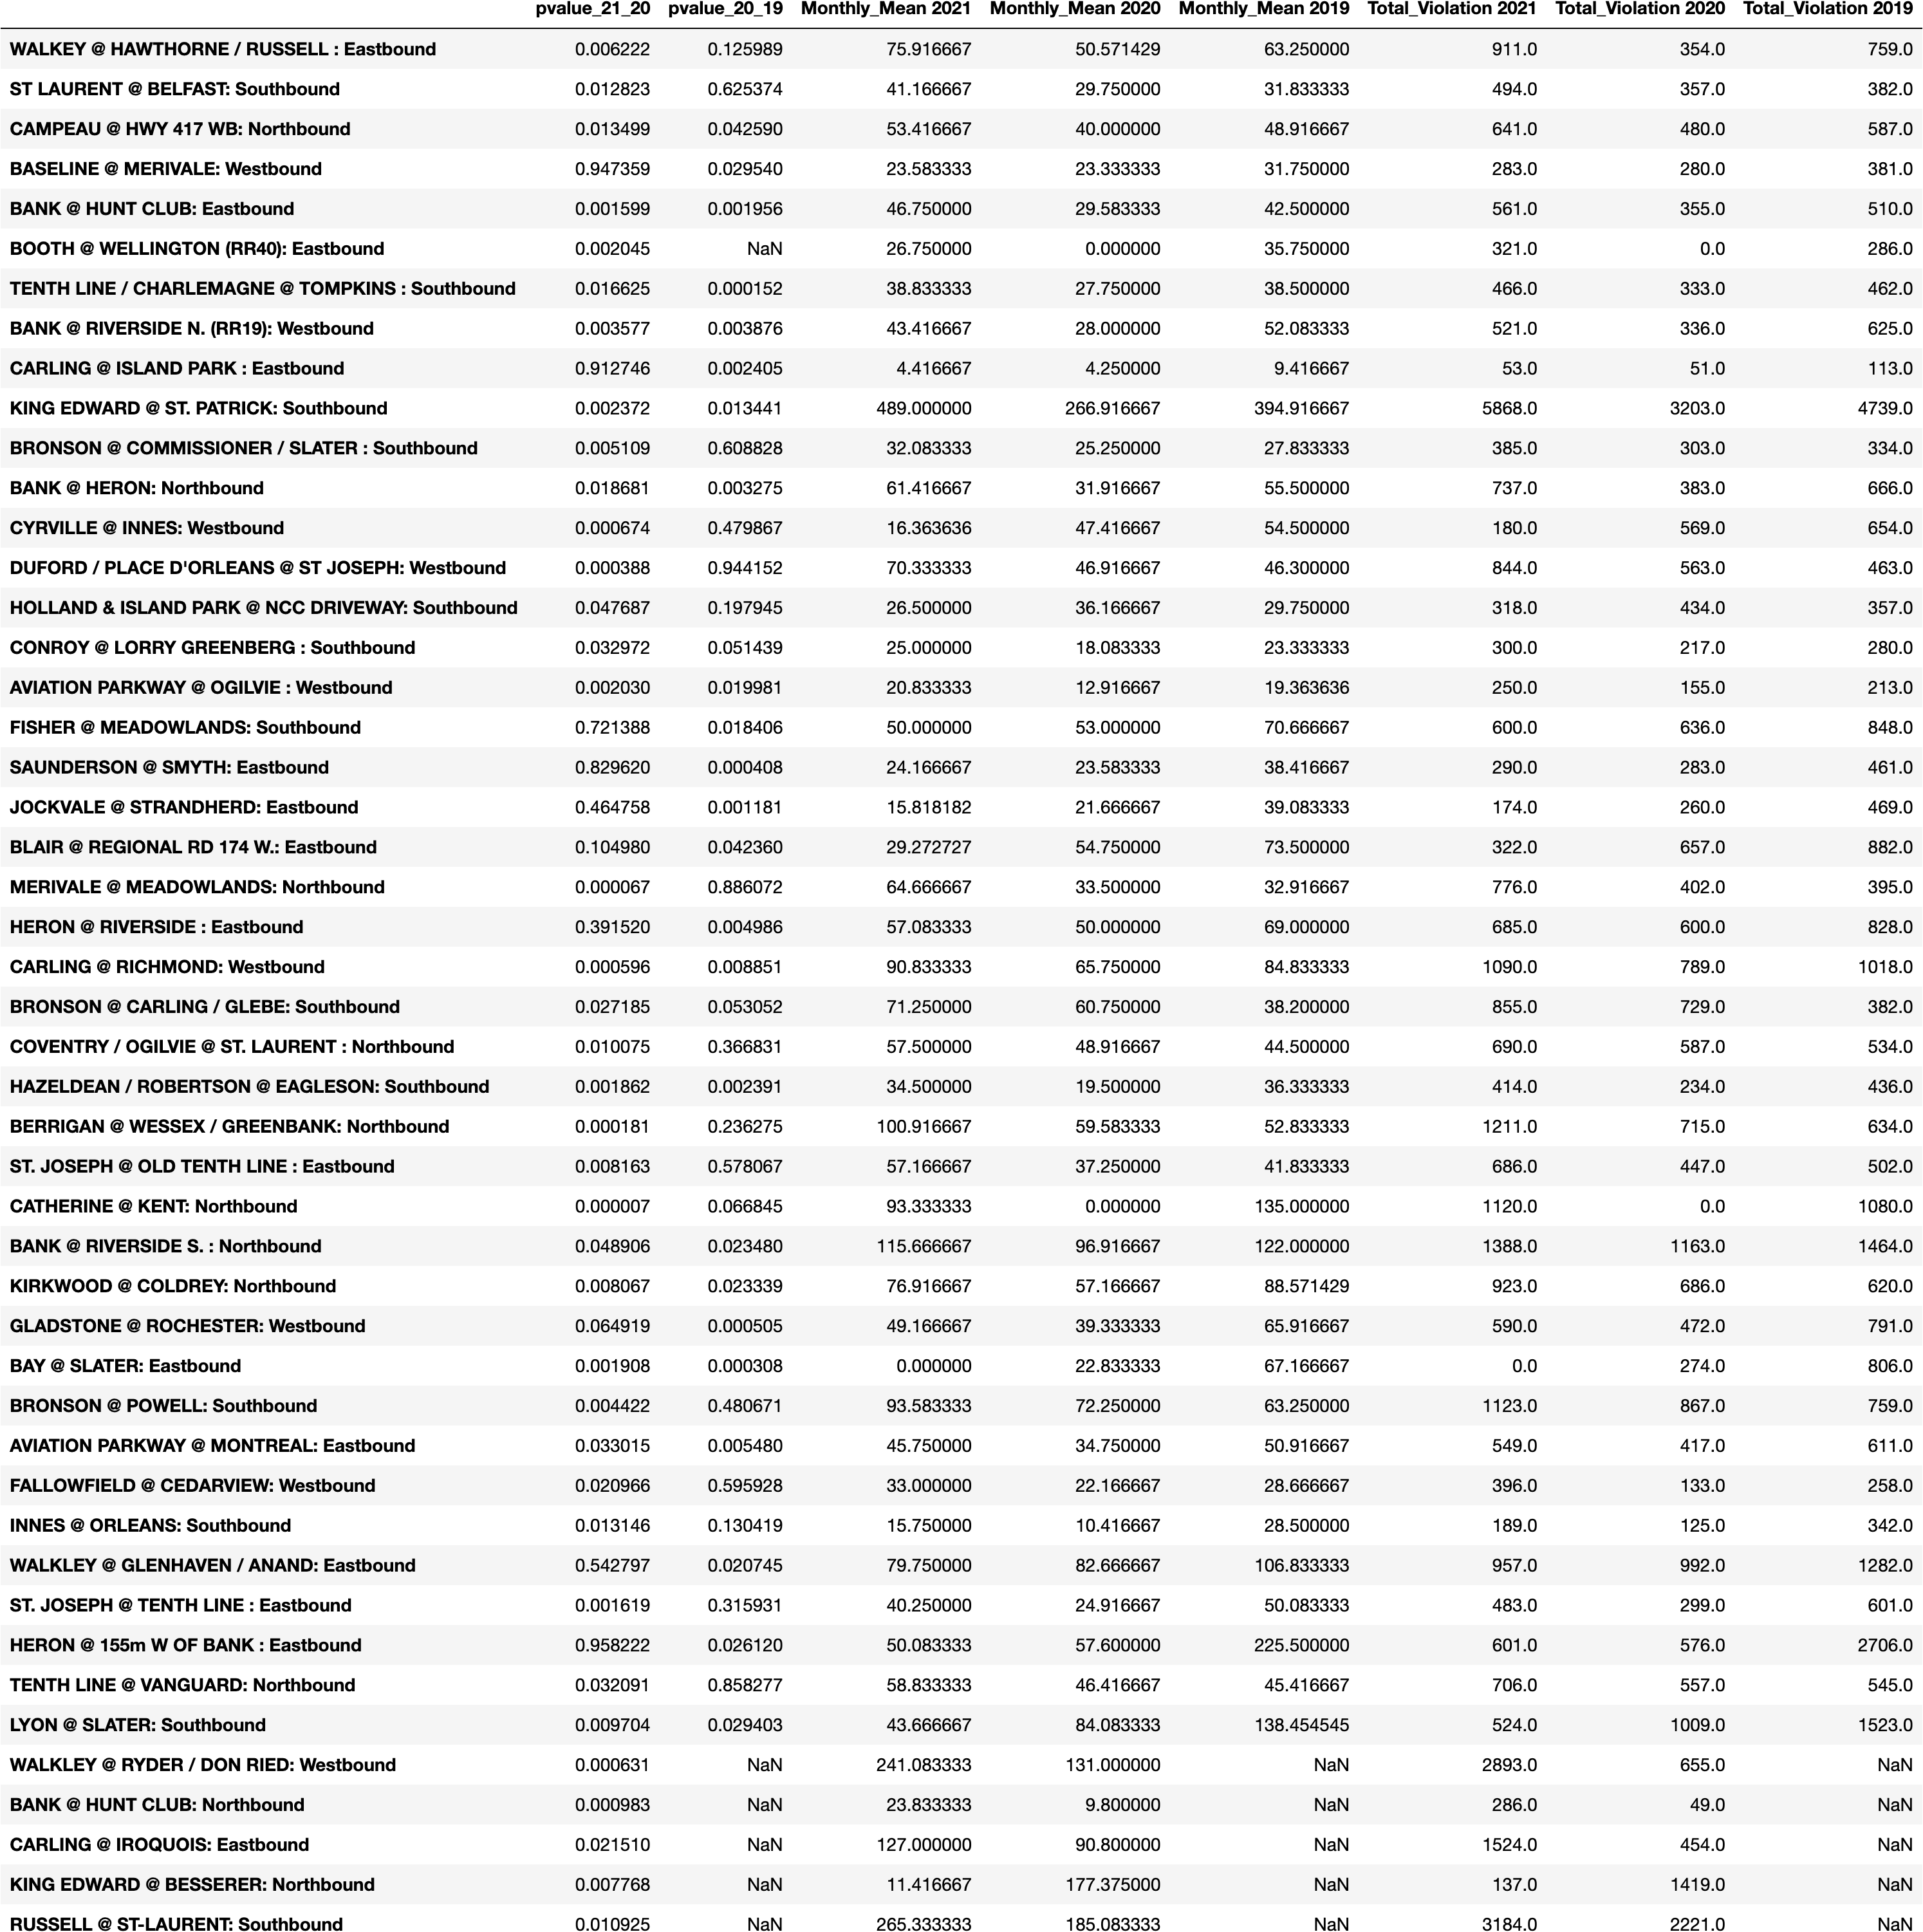 pvalue_21_20 pvalue_20_19 Monthly_Mean 2021 Monthly_Mean 2020 Monthly_Mean 2019 Total_Violation 2021 Total_Violation 2020 Total_Violation 2019
WALKEY @ HAWTHORNE / RUSSELL : Eastbound 0.006222 0.125989 75.916667 50.571429 63.250000 911.0 354.0 759.0
ST LAURENT @ BELFAST: Southbound 0.012823 0.625374 41.166667 29.750000 31.833333 494.0 357.0 382.0
CAMPEAU @ HWY 417 WB: Northbound 0.013499 0.042590 53.416667 40.000000 48.916667 641.0 480.0 587.0
BASELINE @ MERIVALE: Westbound 0.947359 0.029540 23.583333 23.333333 31.750000 283.0 280.0 381.0
BANK @ HUNT CLUB: Eastbound 0.001599 0.001956 46.750000 29.583333 42.500000 561.0 355.0 510.0
BOOTH @ WELLINGTON (RR40): Eastbound 0.002045 NaN 26.750000 0.000000 35.750000 321.0 0.0 286.0
TENTH LINE / CHARLEMAGNE @ TOMPKINS : Southbound 0.016625 0.000152 38.833333 27.750000 38.500000 466.0 333.0 462.0
BANK @ RIVERSIDE N. (RR19): Westbound 0.003577 0.003876 43.416667 28.000000 52.083333 521.0 336.0 625.0
CARLING @ ISLAND PARK : Eastbound 0.912746 0.002405 4.416667 4.250000 9.416667 53.0 51.0 113.0
KING EDWARD @ ST. PATRICK: Southbound 0.002372 0.013441 489.000000 266.916667 394.916667 5868.0 3203.0 4739.0
BRONSON @ COMMISSIONER / SLATER : Southbound 0.005109 0.608828 32.083333 25.250000 27.833333 385.0 303.0 334.0
BANK @ HERON: Northbound 0.018681 0.003275 61.416667 31.916667 55.500000 737.0 383.0 666.0
CYRVILLE @ INNES: Westbound 0.000674 0.479867 16.363636 47.416667 54.500000 180.0 569.0 654.0
DUFORD / PLACE D'ORLEANS @ ST JOSEPH: Westbound 0.000388 0.944152 70.333333 46.916667 46.300000 844.0 563.0 463.0
HOLLAND & ISLAND PARK @ NCC DRIVEWAY: Southbound 0.047687 0.197945 26.500000 36.166667 29.750000 318.0 434.0 357.0
CONROY @ LORRY GREENBERG : Southbound 0.032972 0.051439 25.000000 18.083333 23.333333 300.0 217.0 280.0
AVIATION PARKWAY @ OGILVIE : Westbound 0.002030 0.019981 20.833333 12.916667 19.363636 250.0 155.0 213.0
FISHER @ MEADOWLANDS: Southbound 0.721388 0.018406 50.000000 53.000000 70.666667 600.0 636.0 848.0
SAUNDERSON @ SMYTH: Eastbound 0.829620 0.000408 24.166667 23.583333 38.416667 290.0 283.0 461.0
JOCKVALE @ STRANDHERD: Eastbound 0.464758 0.001181 15.818182 21.666667 39.083333 174.0 260.0 469.0
BLAIR @ REGIONAL RD 174 W.: Eastbound 0.104980 0.042360 29.272727 54.750000 73.500000 322.0 657.0 882.0
MERIVALE @ MEADOWLANDS: Northbound 0.000067 0.886072 64.666667 33.500000 32.916667 776.0 402.0 395.0
HERON @ RIVERSIDE : Eastbound 0.391520 0.004986 57.083333 50.000000 69.000000 685.0 600.0 828.0
CARLING @ RICHMOND: Westbound 0.000596 0.008851 90.833333 65.750000 84.833333 1090.0 789.0 1018.0
BRONSON @ CARLING / GLEBE: Southbound 0.027185 0.053052 71.250000 60.750000 38.200000 855.0 729.0 382.0
COVENTRY / OGILVIE @ ST. LAURENT : Northbound 0.010075 0.366831 57.500000 48.916667 44.500000 690.0 587.0 534.0
HAZELDEAN / ROBERTSON @ EAGLESON: Southbound 0.001862 0.002391 34.500000 19.500000 36.333333 414.0 234.0 436.0
BERRIGAN @ WESSEX / GREENBANK: Northbound 0.000181 0.236275 100.916667 59.583333 52.833333 1211.0 715.0 634.0
ST. JOSEPH @ OLD TENTH LINE : Eastbound 0.008163 0.578067 57.166667 37.250000 41.833333 686.0 447.0 502.0
CATHERINE @ KENT: Northbound 0.000007 0.066845 93.333333 0.000000 135.000000 1120.0 0.0 1080.0
BANK @ RIVERSIDE S. : Northbound 0.048906 0.023480 115.666667 96.916667 122.000000 1388.0 1163.0 1464.0
KIRKWOOD @ COLDREY: Northbound 0.008067 0.023339 76.916667 57.166667 88.571429 923.0 686.0 620.0
GLADSTONE @ ROCHESTER: Westbound 0.064919 0.000505 49.166667 39.333333 65.916667 590.0 472.0 791.0
BAY @ SLATER: Eastbound 0.001908 0.000308 0.000000 22.833333 67.166667 0.0 274.0 806.0
BRONSON @ POWELL: Southbound 0.004422 0.480671 93.583333 72.250000 63.250000 1123.0 867.0 759.0
AVIATION PARKWAY @ MONTREAL: Eastbound 0.033015 0.005480 45.750000 34.750000 50.916667 549.0 417.0 611.0
FALLOWFIELD @ CEDARVIEW: Westbound 0.020966 0.595928 33.000000 22.166667 28.666667 396.0 133.0 258.0
INNES @ ORLEANS: Southbound 0.013146 0.130419 15.750000 10.416667 28.500000 189.0 125.0 342.0
WALKLEY @ GLENHAVEN / ANAND: Eastbound 0.542797 0.020745 79.750000 82.666667 106.833333 957.0 992.0 1282.0
ST. JOSEPH @ TENTH LINE : Eastbound 0.001619 0.315931 40.250000 24.916667 50.083333 483.0 299.0 601.0
HERON @ 155m W OF BANK : Eastbound 0.958222 0.026120 50.083333 57.600000 225.500000 601.0 576.0 2706.0
TENTH LINE @ VANGUARD: Northbound 0.032091 0.858277 58.833333 46.416667 45.416667 706.0 557.0 545.0
LYON @ SLATER: Southbound 0.009704 0.029403 43.666667 84.083333 138.454545 524.0 1009.0 1523.0
WALKLEY @ RYDER / DON RIED: Westbound 0.000631 NaN 241.083333 131.000000 NaN 2893.0 655.0 NaN
BANK @ HUNT CLUB: Northbound 0.000983 NaN 23.833333 9.800000 NaN 286.0 49.0 NaN
CARLING @ IROQUOIS: Eastbound 0.021510 NaN 127.000000 90.800000 NaN 1524.0 454.0 NaN
KING EDWARD @ BESSERER: Northbound 0.007768 NaN 11.416667 177.375000 NaN 137.0 1419.0 NaN
RUSSELL @ ST-LAURENT: Southbound 0.010925 NaN 265.333333 185.083333 NaN 3184.0 2221.0 NaN